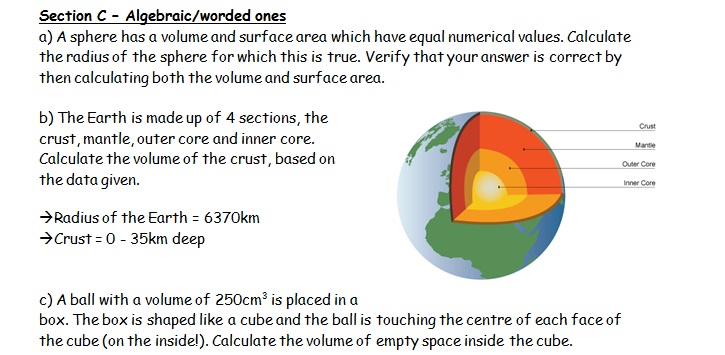 Section C – Algebraic/worded ones
a) A sphere has a volume and surface area which have equal numerical values. Calculate
the radius of the sphere for which this is true. Verify that your answer is correct by
then calculating both the volume and surface area.
b) The Earth is made up of 4 sections, the
crust, mantle, outer core and inner core.
Calculate the volume of the crust, based on
the data given.
→Radius of the Earth = 6370km
→Crust = 0 - 35km deep
Crust
Mantle
Outer Core
Inner Core
c) A ball with a volume of 250cm³ is placed in a
box. The box is shaped like a cube and the ball is touching the centre of each face of
the cube (on the inside!). Calculate the volume of empty space inside the cube.